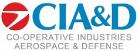 CIA&D
CO-OPERATIVE INDUSTRIES
AEROSPACE & DEFENSE